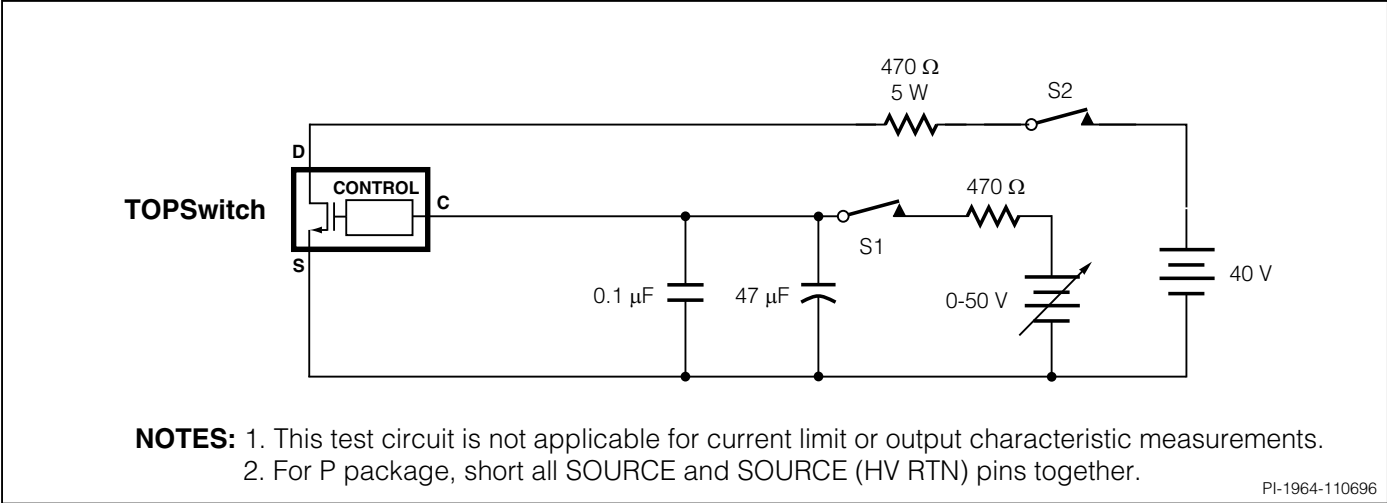 470 Ω
5 W
S2
D
CONTROL
TOPSwitch
C
470 Ω
S1
S
0.1 μF
47 μF
0-50 V
40 V
NOTES: 1. This test circuit is not applicable for current limit or output characteristic measurements.
2. For P package, short all SOURCE and SOURCE (HV RTN) pins together.
PI-1964-110696